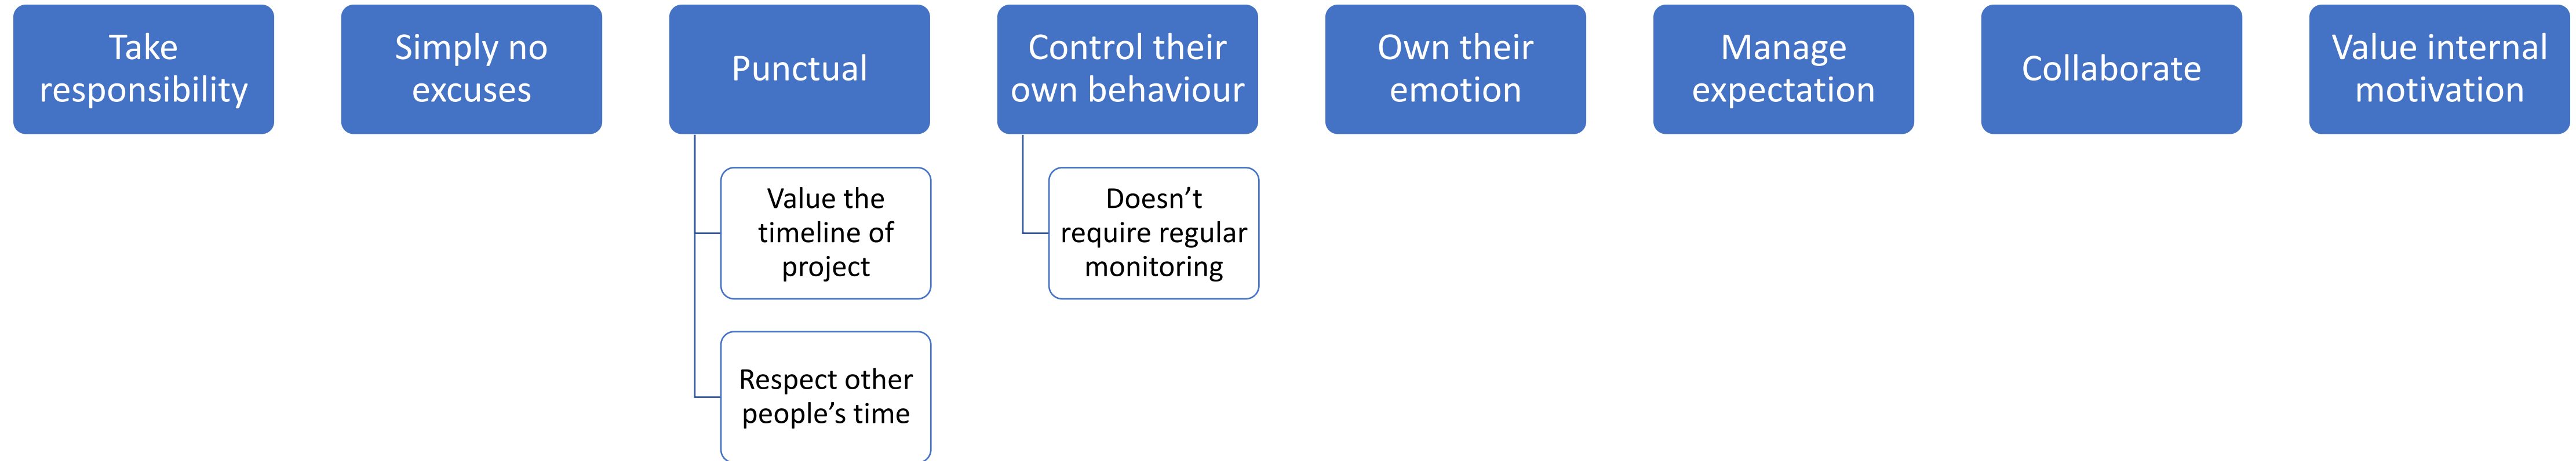 Take
responsibility
Simply no
excuses
Punctual
Value the
timeline of
project
Respect other
people’s time
Control their
own behaviour
Doesn’t
require regular
monitoring
Own their
emotion
Manage
expectation
Collaborate
Value internal
motivation